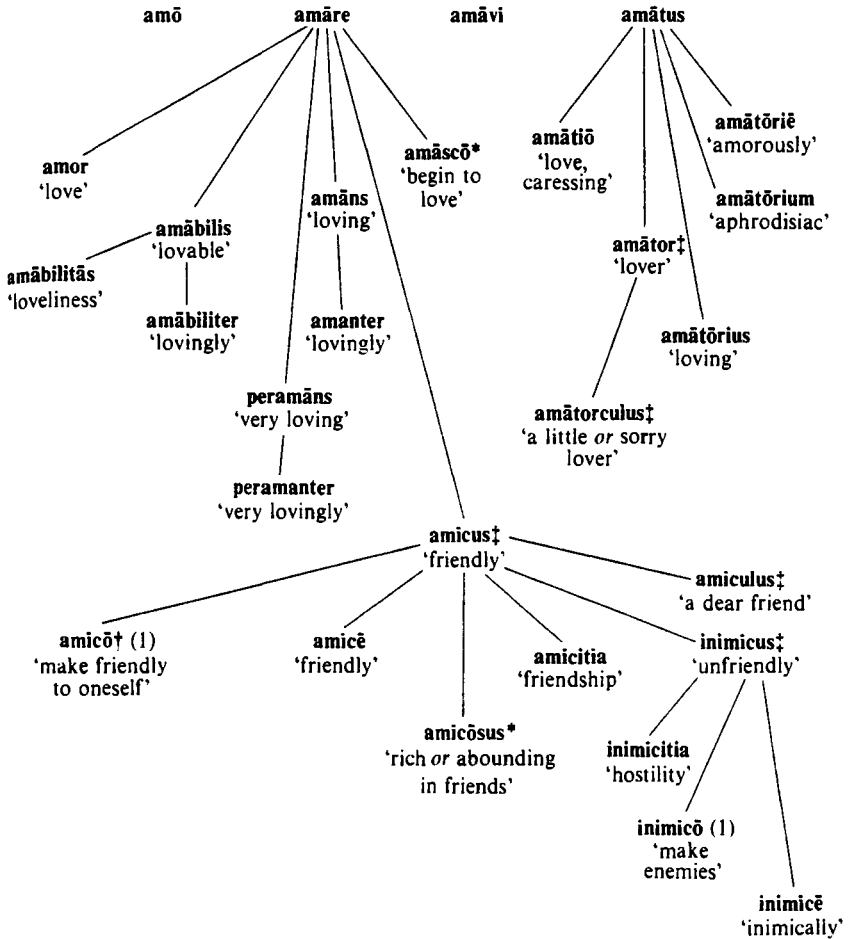 amō amāre amāvi amātus
amor
‘love’
amābilis
‘lovable’
amābilitās
‘loveliness’
amābiliter
‘lovingly’
amāns
‘loving’
amanter
‘lovingly’
amāscō*
‘begin to
love’
peramāns
‘very loving’
peramanter
‘very lovingly’
amātiō
‘love,
caressing’
amātōriē
‘amorously’
amātōrium
‘aphrodisiac’
amātor‡
‘lover’
amātōrius
‘loving’
amātorculus‡
‘a little or sorry
lover’
amicus‡
‘friendly’
amiculus‡
‘a dear friend’
amicō† (1)
‘make friendly
to oneself’
amicē
‘friendly’
amicōsus*
‘rich or abounding
in friends’
amicitia
‘friendship’
inimicus‡
‘unfriendly’
inimicitia
‘hostility’
inimicō (1)
‘make
enemies’
inimicē
‘inimically’